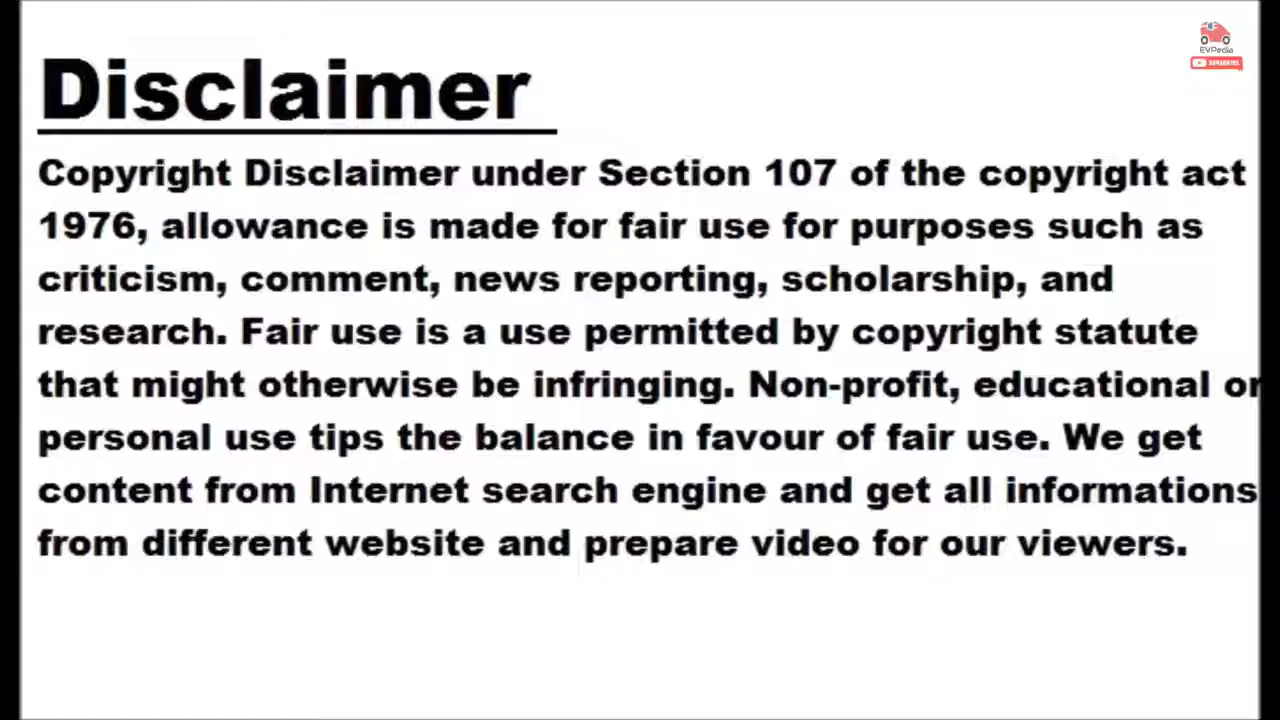 EVPedia
SUBSCRIBE
Disclaimer
Copyright Disclaimer under Section 107 of the copyright act
1976, allowance is made for fair use for purposes such as
criticism, comment, news reporting, scholarship, and
research. Fair use is a use permitted by copyright statute
that might otherwise be infringing. Non-profit, educational or
personal use tips the balance in favour of fair use. We get
content from Internet search engine and get all informations
from different website and prepare video for our viewers.